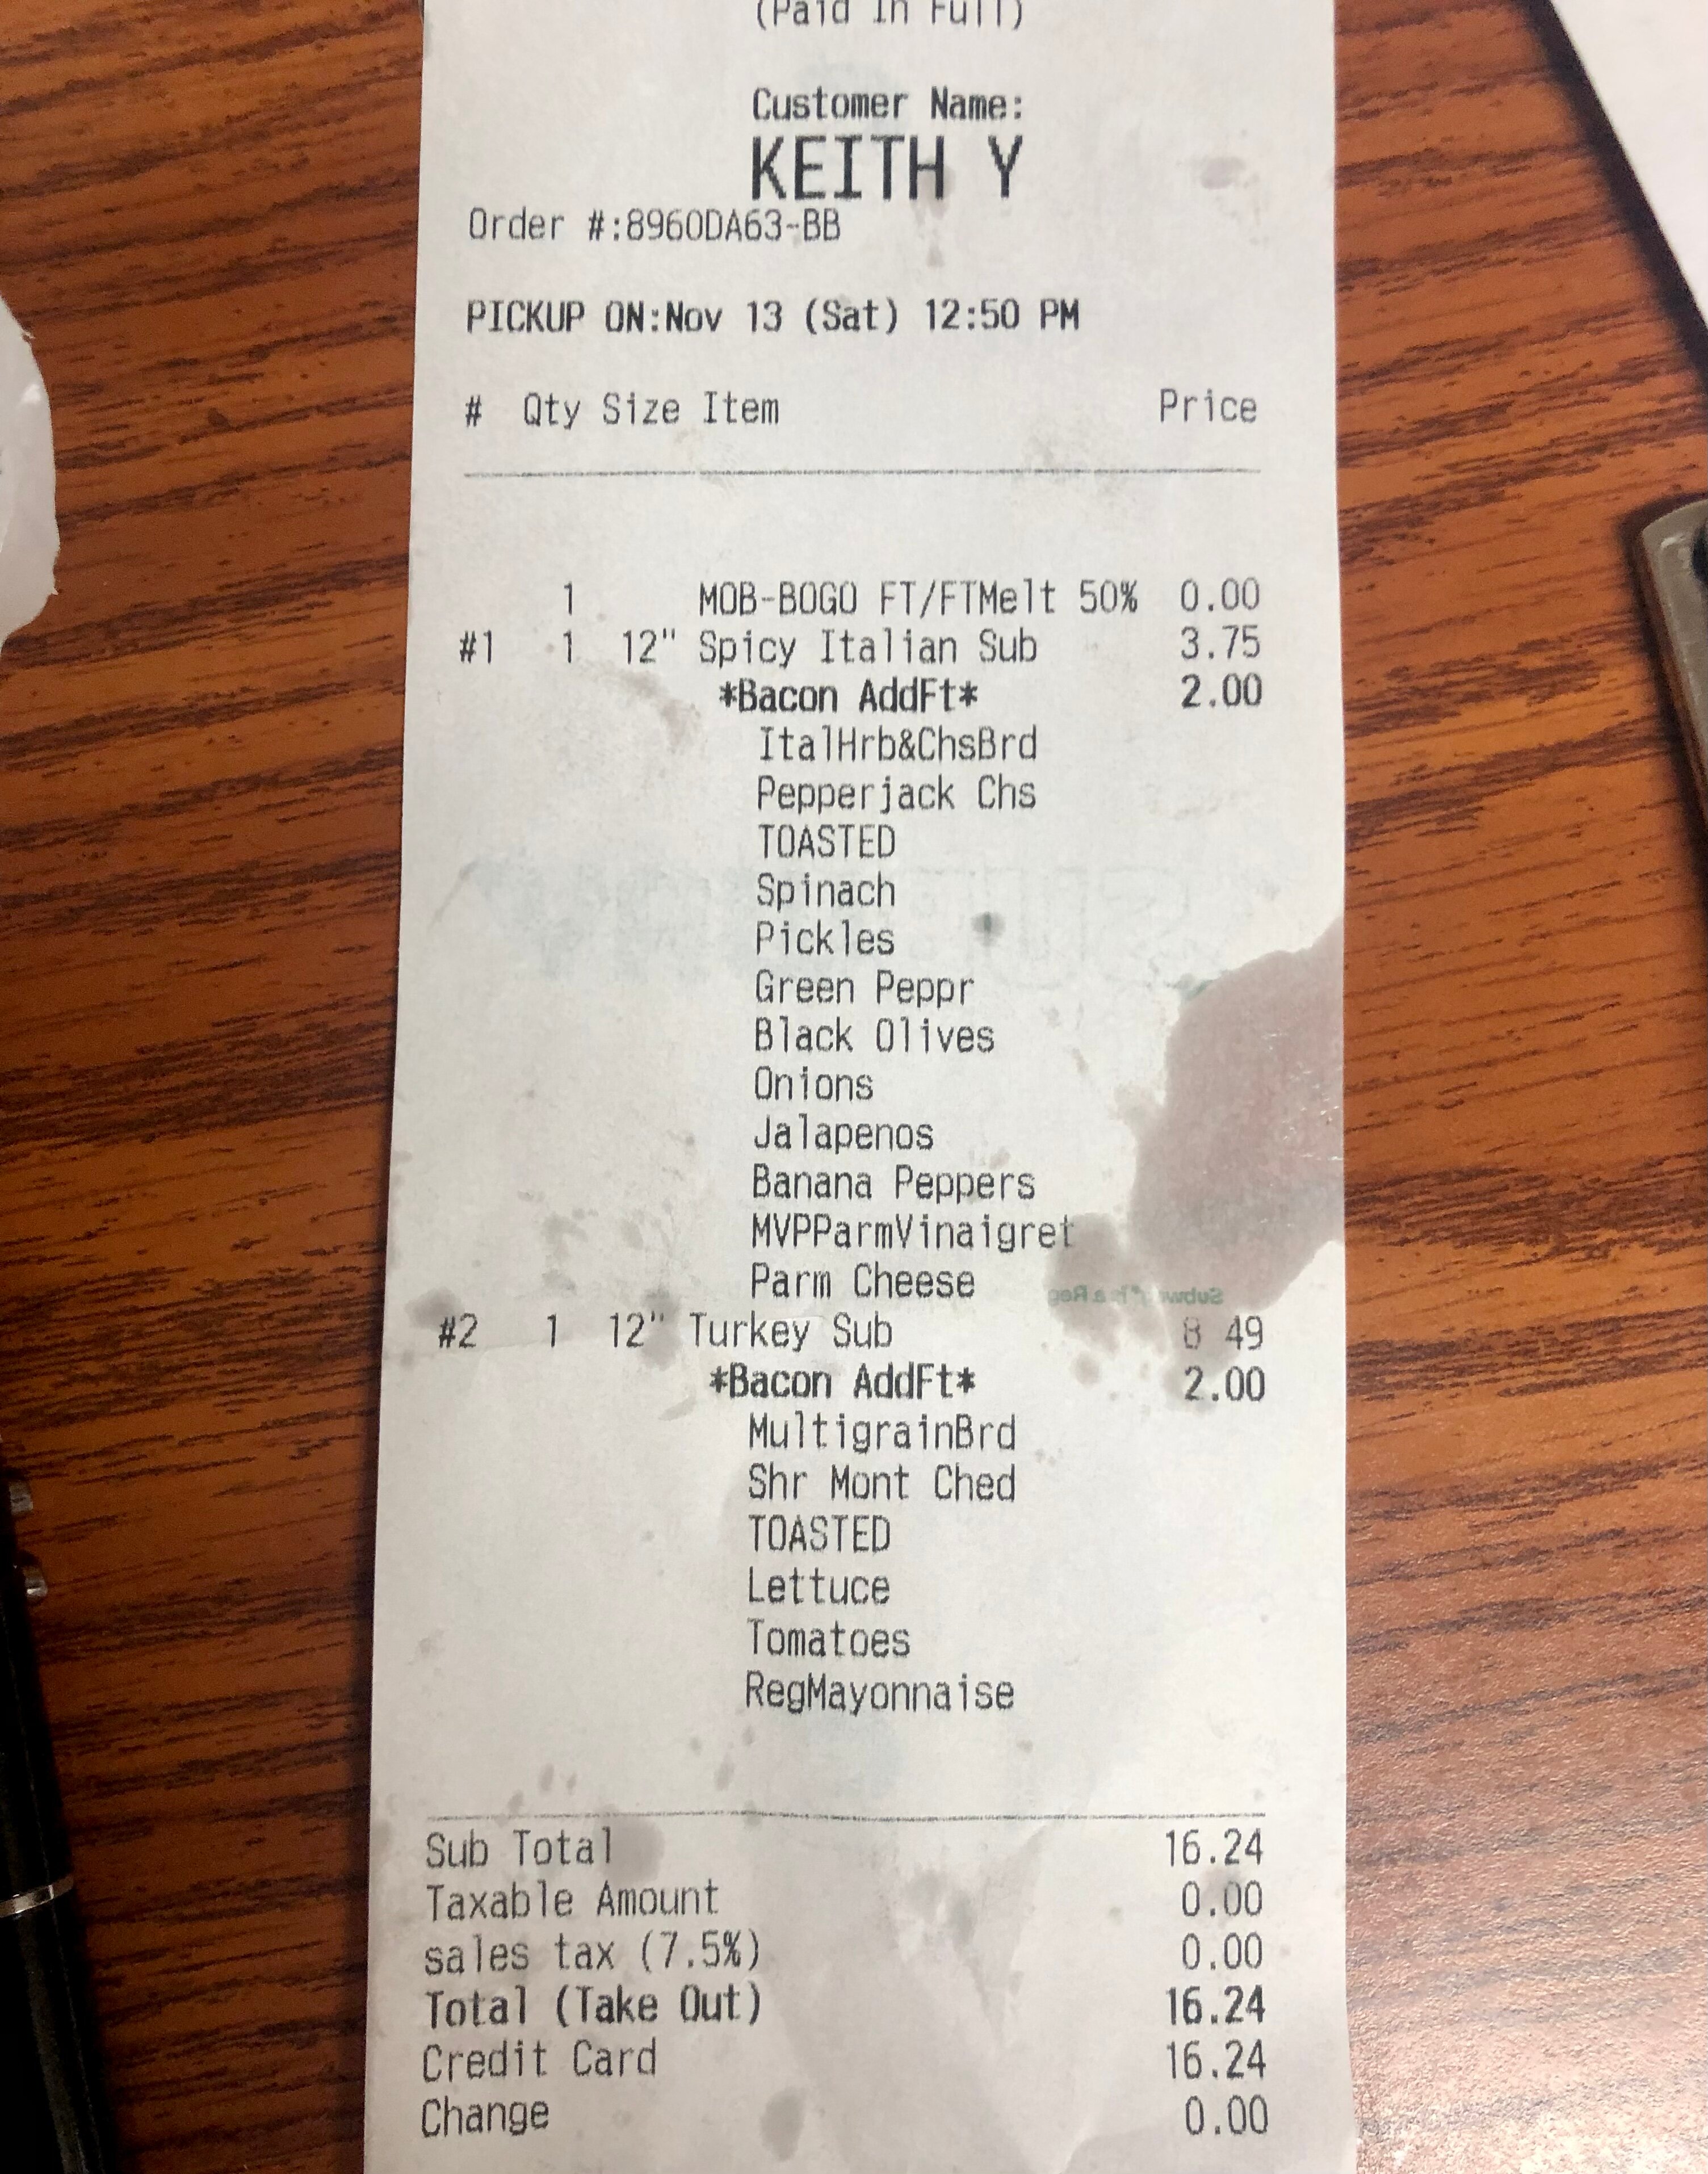 (Paid In Full)
Customer Name:
KEITH Y
Order #:8960DA63-BB
PICKUP ON:Nov 13 (Sat) 12:50 PM
# Qty Size Item Price
1 MOB-BOGO FT/FTMelt 50% 0.00
#1 1 12" Spicy Italian Sub 3.75
*Bacon AddFt* 2.00
ItalHrb&ChsBrd
Pepperjack Chs
TOASTED
Spinach
Pickles
Green Peppr
Black Olives
Onions
Jalapenos
Banana Peppers
MVPParmVinaigret
Parm Cheese
#2 1 12" Turkey Sub 8 49
*Bacon AddFt* 2.00
MultigrainBrd
Shr Mont Ched
TOASTED
Lettuce
Tomatoes
RegMayonnaise
Sub Total 16.24
Taxable Amount 0.00
sales tax (7.5%) 0.00
Total (Take Out) 16.24
Credit Card 16.24
Change 0.00